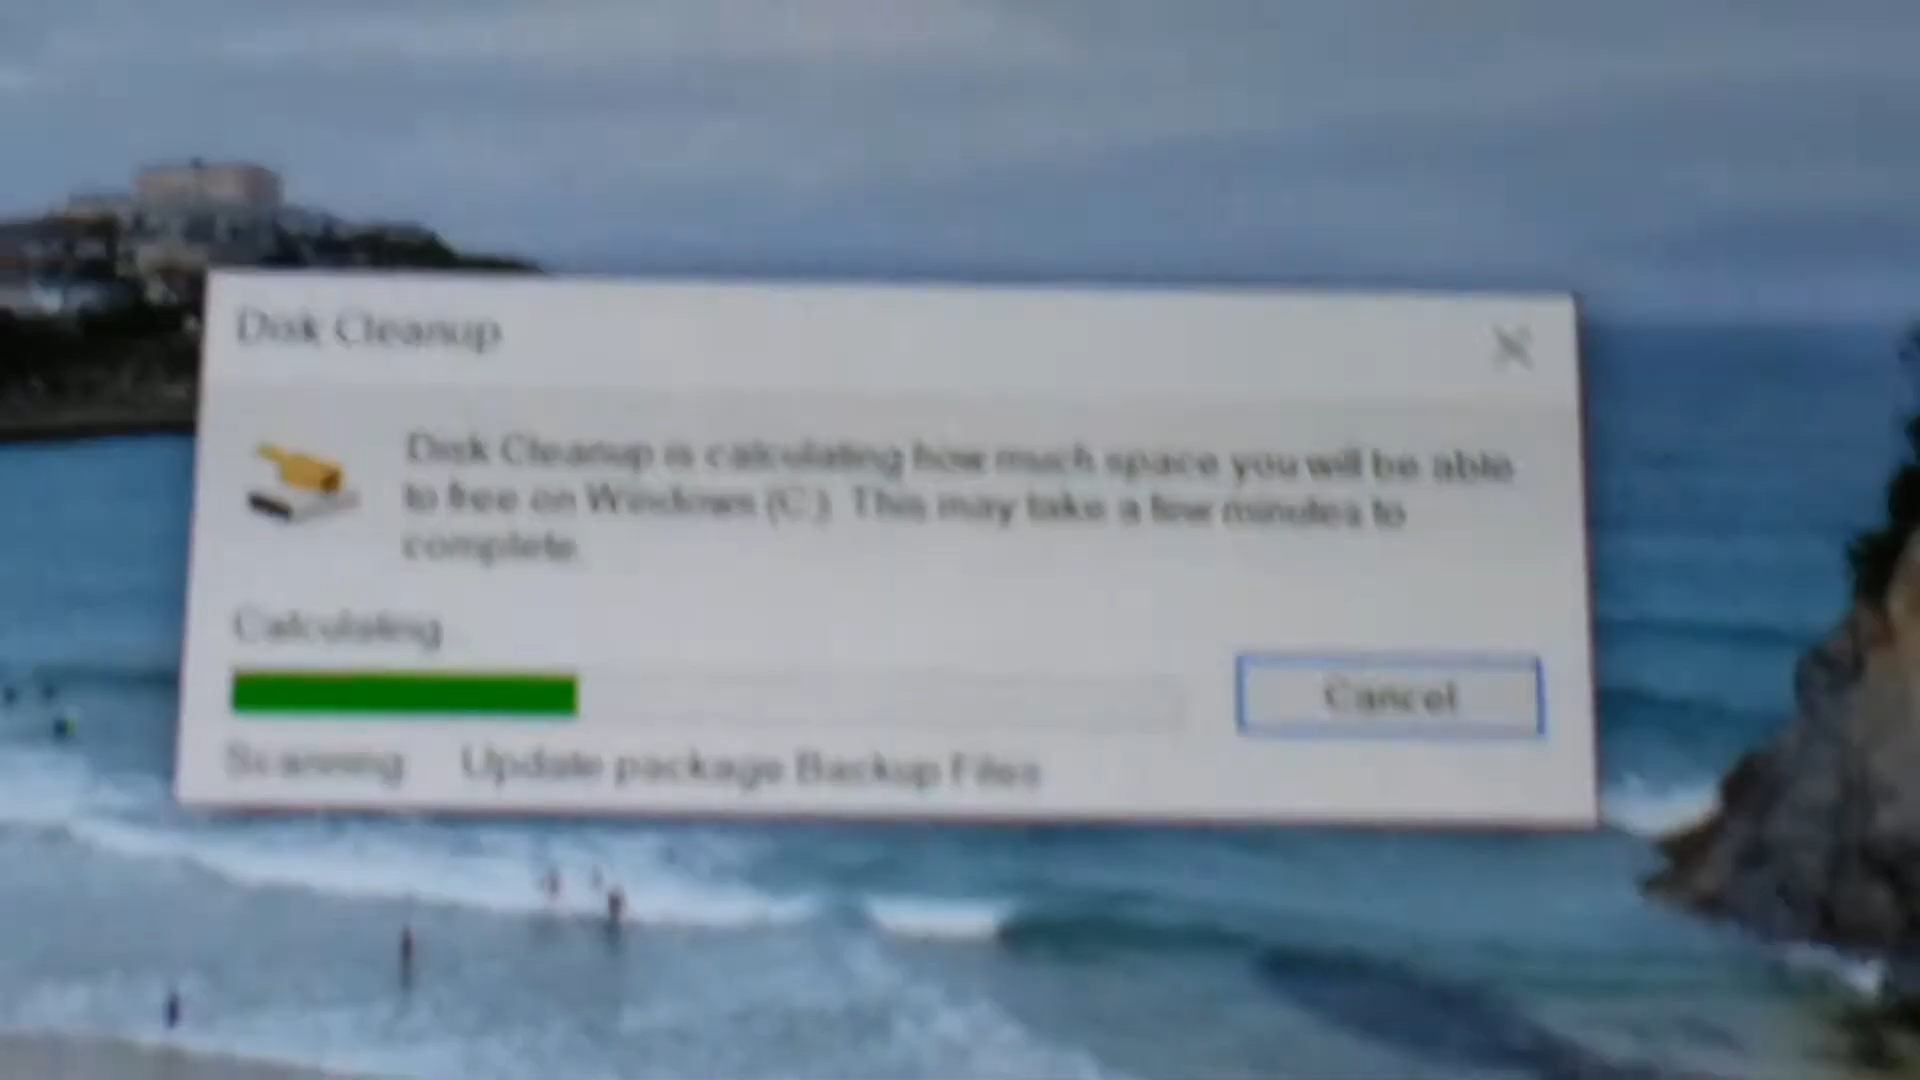 Disk Cleanup
Disk Cleanup is calculating how much space you will be able
to free on Windows (C:). This may take a few minutes to
complete.
Calculating...
Cancel
Scanning: Update package Backup Files